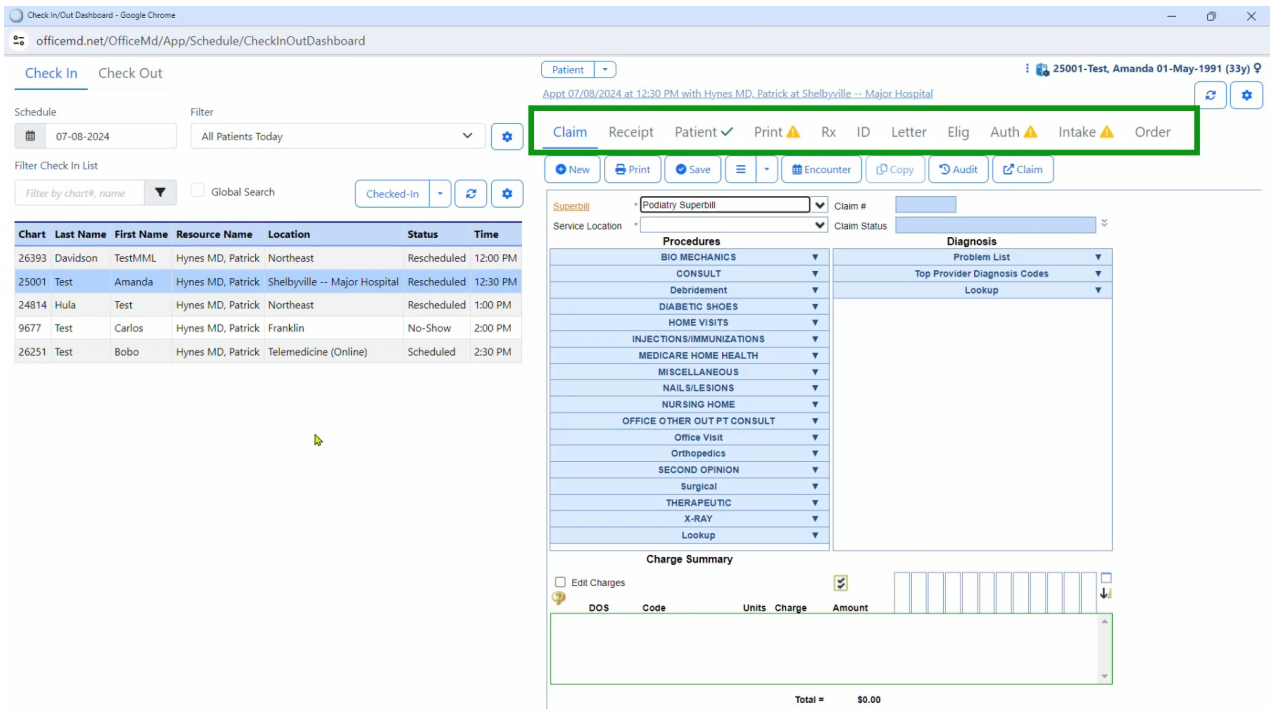 Check In/Out Dashboard - Google Chrome
officemd.net/OfficeMd/App/Schedule/CheckInOutDashboard
Check In Check Out
Schedule Filter
07-08-2024 All Patients Today
Filter Check In List
Filter by chart#, name Global Search Checked-In
Chart Last Name First Name Resource Name Location Status Time
26393 Davidson TestMML Hynes MD, Patrick Northeast Rescheduled 12:00 PM
25001 Test Amanda Hynes MD, Patrick Shelbyville -- Major Hospital Rescheduled 12:30 PM
24814 Hula Test Hynes MD, Patrick Northeast Rescheduled 1:00 PM
9677 Test Carlos Hynes MD, Patrick Franklin No-Show 2:00 PM
26251 Test Bobo Hynes MD, Patrick Telemedicine (Online) Scheduled 2:30 PM
Patient 25001-Test, Amanda 01-May-1991 (33y)
Appt 07/08/2024 at 12:30 PM with Hynes MD, Patrick at Shelbyville -- Major Hospital
Claim Receipt Patient Print Rx ID Letter Elig Auth Intake Order
New Print Save Encounter Copy Audit Claim
Superbill * Podiatry Superbill Claim #
Service Location * Claim Status
Procedures Diagnosis
BIO MECHANICS Problem List
CONSULT Top Provider Diagnosis Codes
Debridement Lookup
DIABETIC SHOES
HOME VISITS
INJECTIONS/IMMUNIZATIONS
MEDICARE HOME HEALTH
MISCELLANEOUS
NAILS/LESIONS
NURSING HOME
OFFICE OTHER OUT PT CONSULT
Office Visit
Orthopedics
SECOND OPINION
Surgical
THERAPEUTIC
X-RAY
Lookup
Charge Summary
Edit Charges
DOS Code Units Charge Amount
Total = $0.00